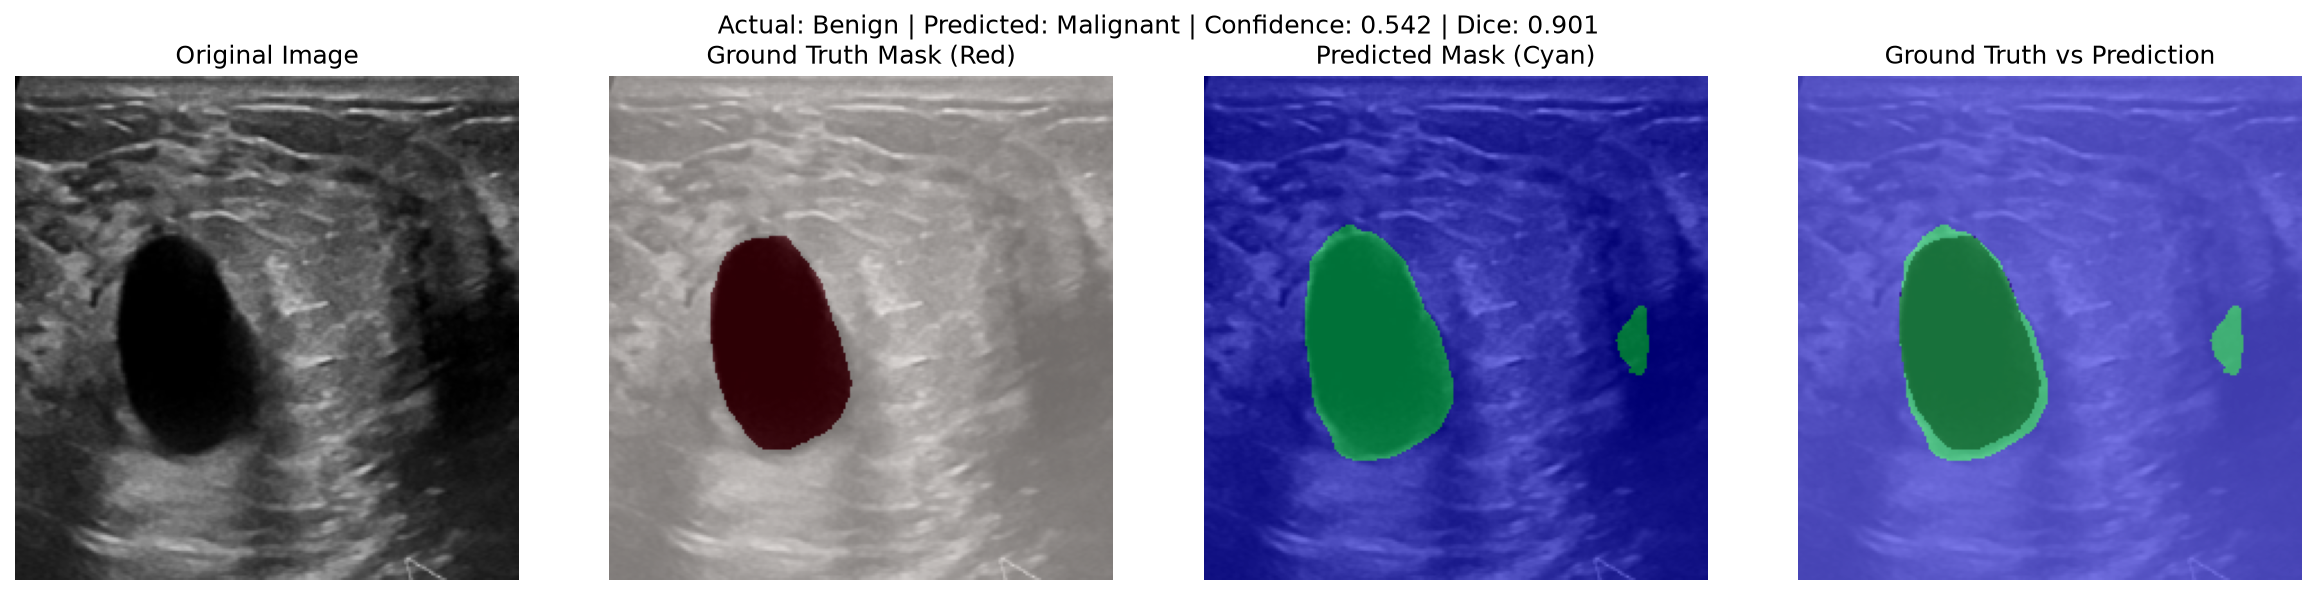 Actual: Benign | Predicted: Malignant | Confidence: 0.542 | Dice: 0.901
Original Image
Ground Truth Mask (Red)
Predicted Mask (Cyan)
Ground Truth vs Prediction